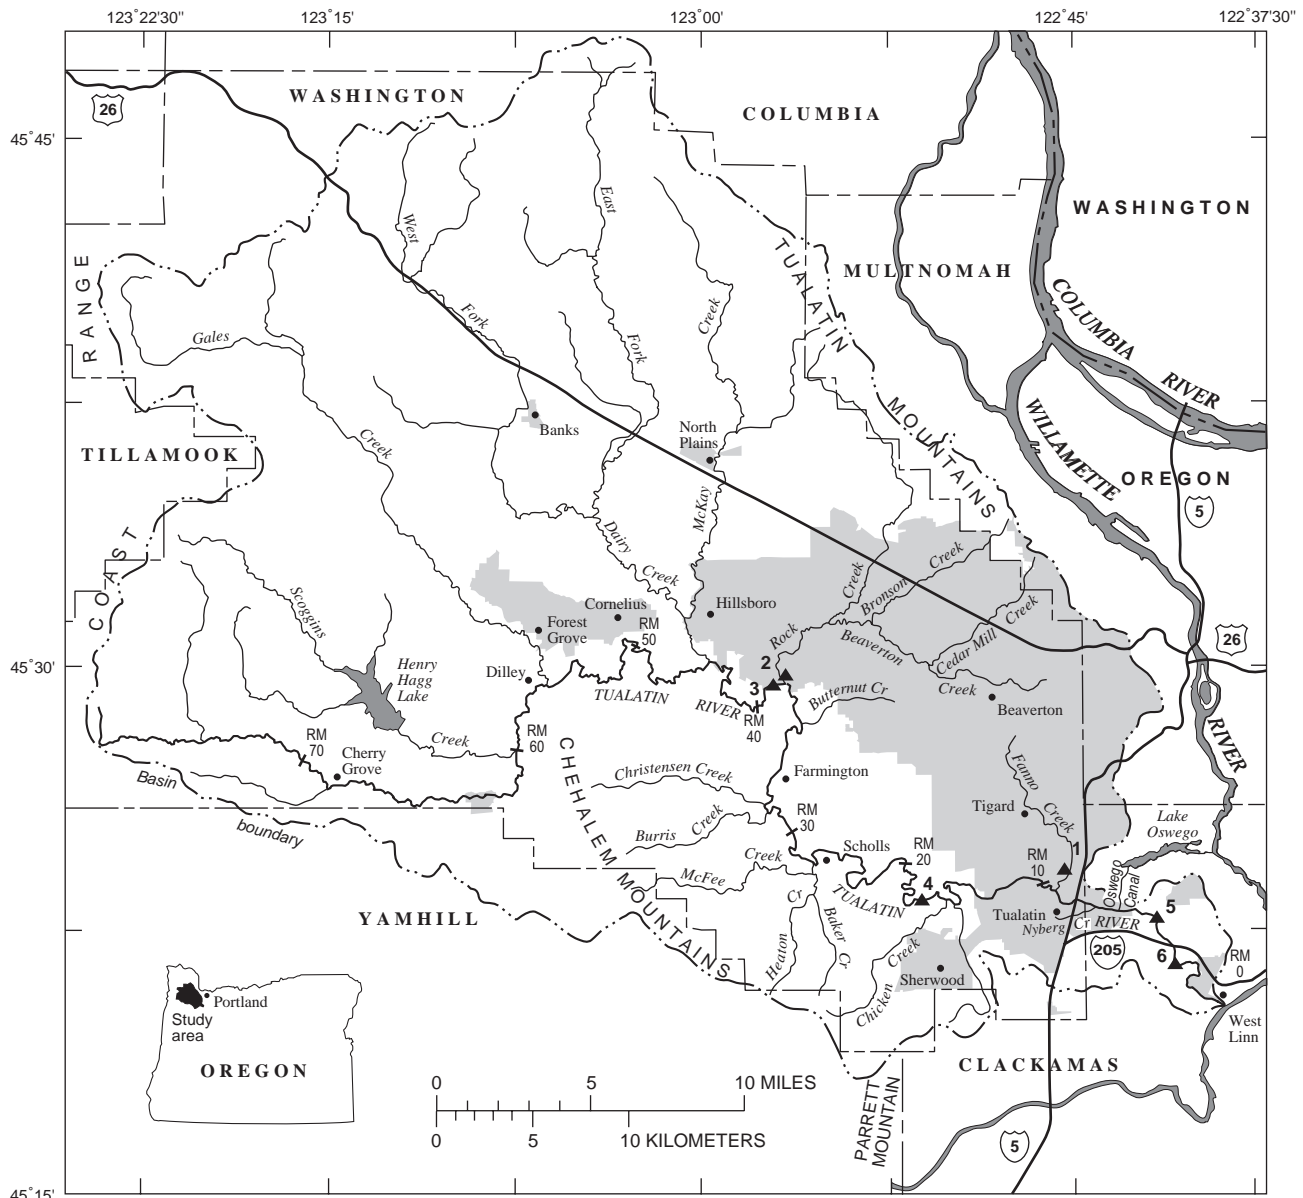 123°22'30"
123°15'
123°00'
122°45'
122°37'30"
26
WASHINGTON
COLUMBIA
45°45'
West
East
WASHINGTON
TUALATIN
MULTNOMAH
RANGE
Gales
Fork
Fork
Creek
COLUMBIA
RIVER
MOUNTAINS
Banks
North
Plains
WILLAMETTE
TILLAMOOK
Creek
OREGON
5
McKay
COAST
Dairy
Creek
Creek
Bronson
Creek
Scoggins
Cornelius
Hillsboro
Creek
Forest
Grove
RM
50
Rock
Beaverton
Cedar Mill
26
45°30'
Henry
Hagg
Lake
Dilley
2
3
TUALATIN
RIVER
Butternut Cr
Creek
Beaverton
RM
40
RM
70
Creek
RM
60
RIVER
Cherry
Grove
Basin
CHEHALEM MOUNTAINS
Christensen Creek
Farmington
Fanno
Creek
Tigard
Lake
Oswego
boundary
Burris
Creek
RM
30
Scholls
RM
20
RM
10
1
Creek
McFee
4
Oswego
Canal
TUALATIN
Cr
Baker Cr
Heaton
Tualatin
Nyberg
Cr
RIVER
5
YAMHILL
205
6
RM
0
Creek
Chicken
Sherwood
Portland
Study
area
West
Linn
OREGON
CLACKAMAS
0
5
10 MILES
0
5
10 KILOMETERS
PARRETT
MOUNTAIN
5
45°15'